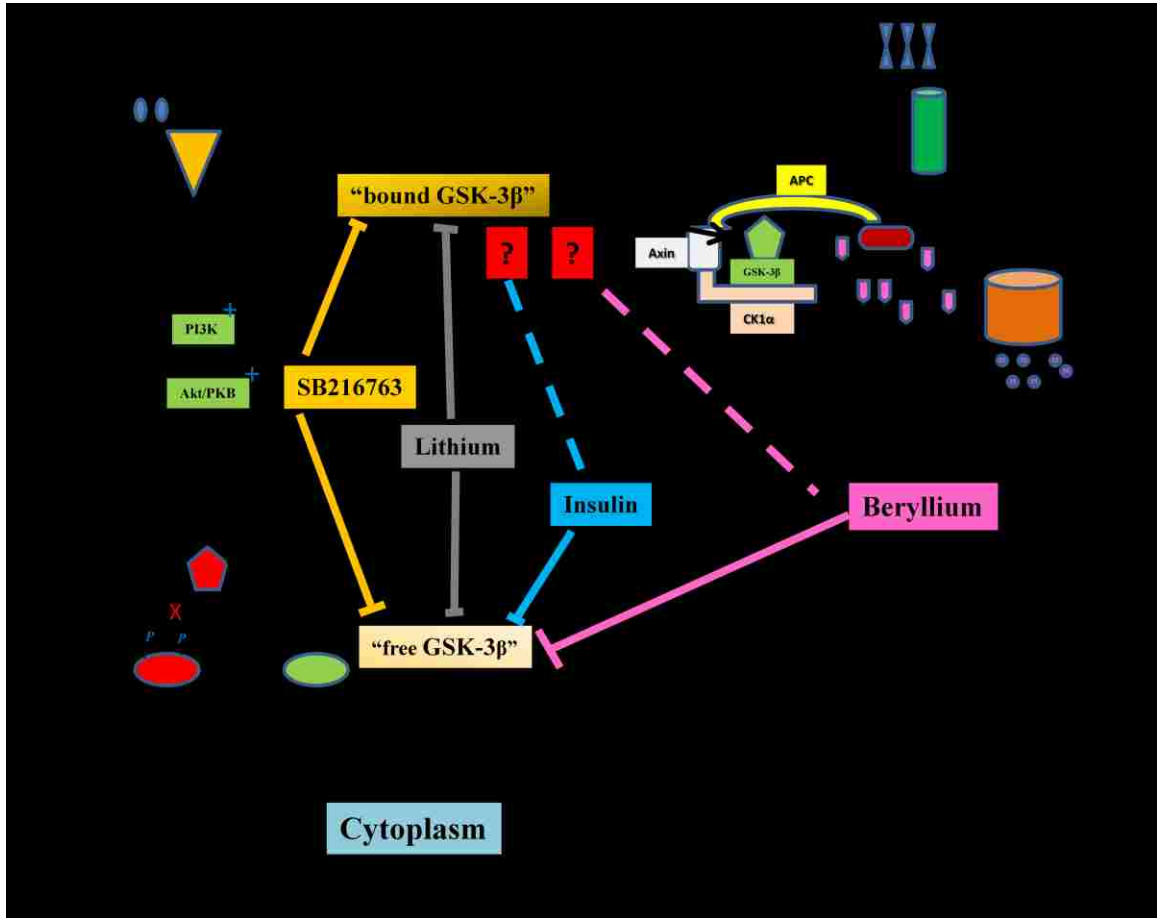 APC
“bound GSK-3β”
?
?
Axin
GSK-3β
CK1α
+
PI3K
+
Akt/PKB
SB216763
Lithium
Insulin
Beryllium
X
P
P
“free GSK-3β”
Cytoplasm